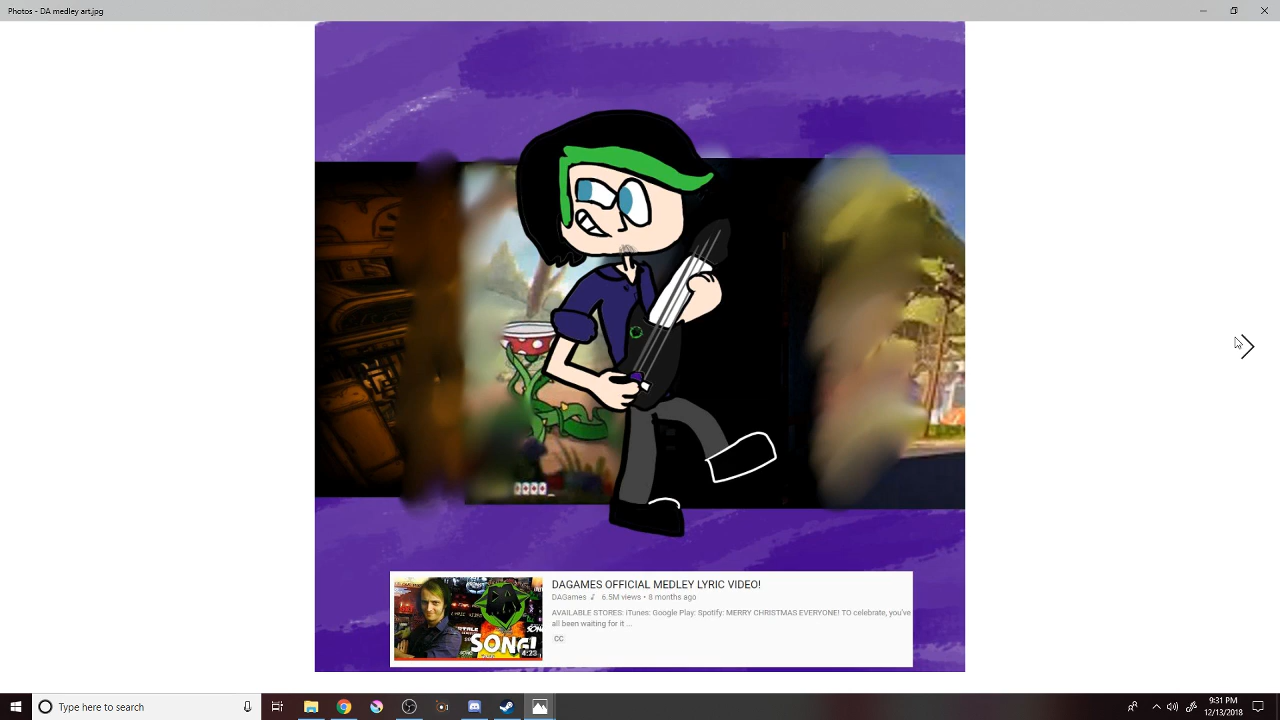 Photos - DA medley art.jpg
DAGAMES OFFICIAL MEDLEY LYRIC VIDEO!
DAGames ♪ 6.5M views • 8 months ago
AVAILABLE STORES: iTunes: Google Play: Spotify: MERRY CHRISTMAS EVERYONE! TO celebrate, you've
all been waiting for it ...
CC
SONG!
4:23
Type here to search
9:31 PM
12/13/2018